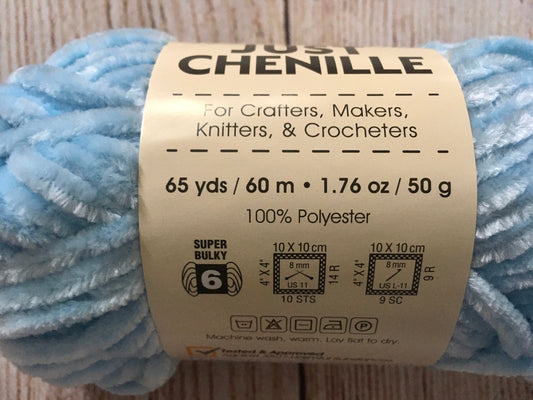 JUST
CHENILLE
For Crafters, Makers,
Knitters, & Crocheters
65 yds / 60 m • 1.76 oz / 50 g
100% Polyester
SUPER
BULKY
6
10 X 10 cm
4" X 4"
8 mm
US 11
14 R
10 STS
10 X 10 cm
4" X 4"
8 mm
US L-11
9 R
9 SC
P
Machine wash, warm. Lay flat to dry.
Tested & Approved